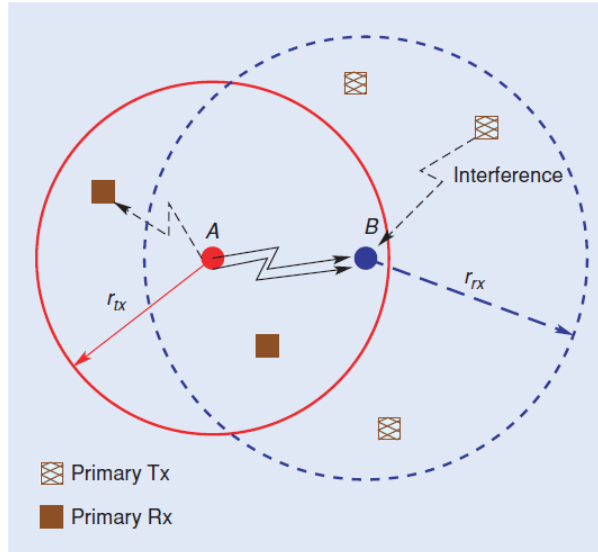 Interference
A
B
r_tx
r_rx
Primary Tx
Primary Rx